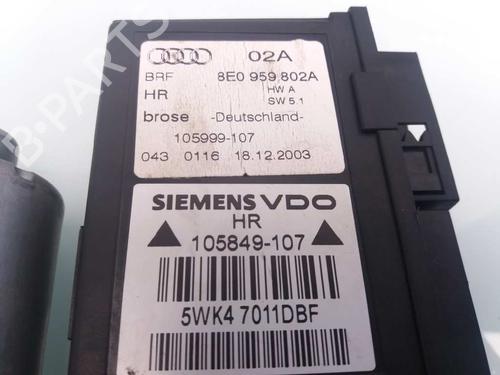 02A
BRF 8E0 959 802A
HR HW A
SW 5.1
brose -Deutschland-
105999-107
043 0116 18.12.2003
SIEMENS VDO
HR
105849-107
5WK4 7011DBF